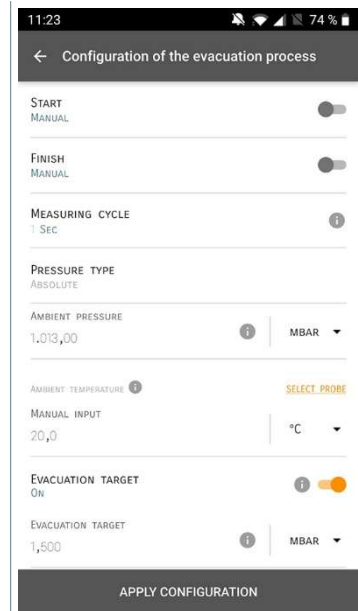 11:23 74 %
← Configuration of the evacuation process
START
MANUAL
FINISH
MANUAL
MEASURING CYCLE
1 SEC
PRESSURE TYPE
ABSOLUTE
AMBIENT PRESSURE
1.013,00 MBAR
AMBIENT TEMPERATURE SELECT PROBE
MANUAL INPUT
20,0 °C
EVACUATION TARGET
ON
EVACUATION TARGET
1,500 MBAR
APPLY CONFIGURATION